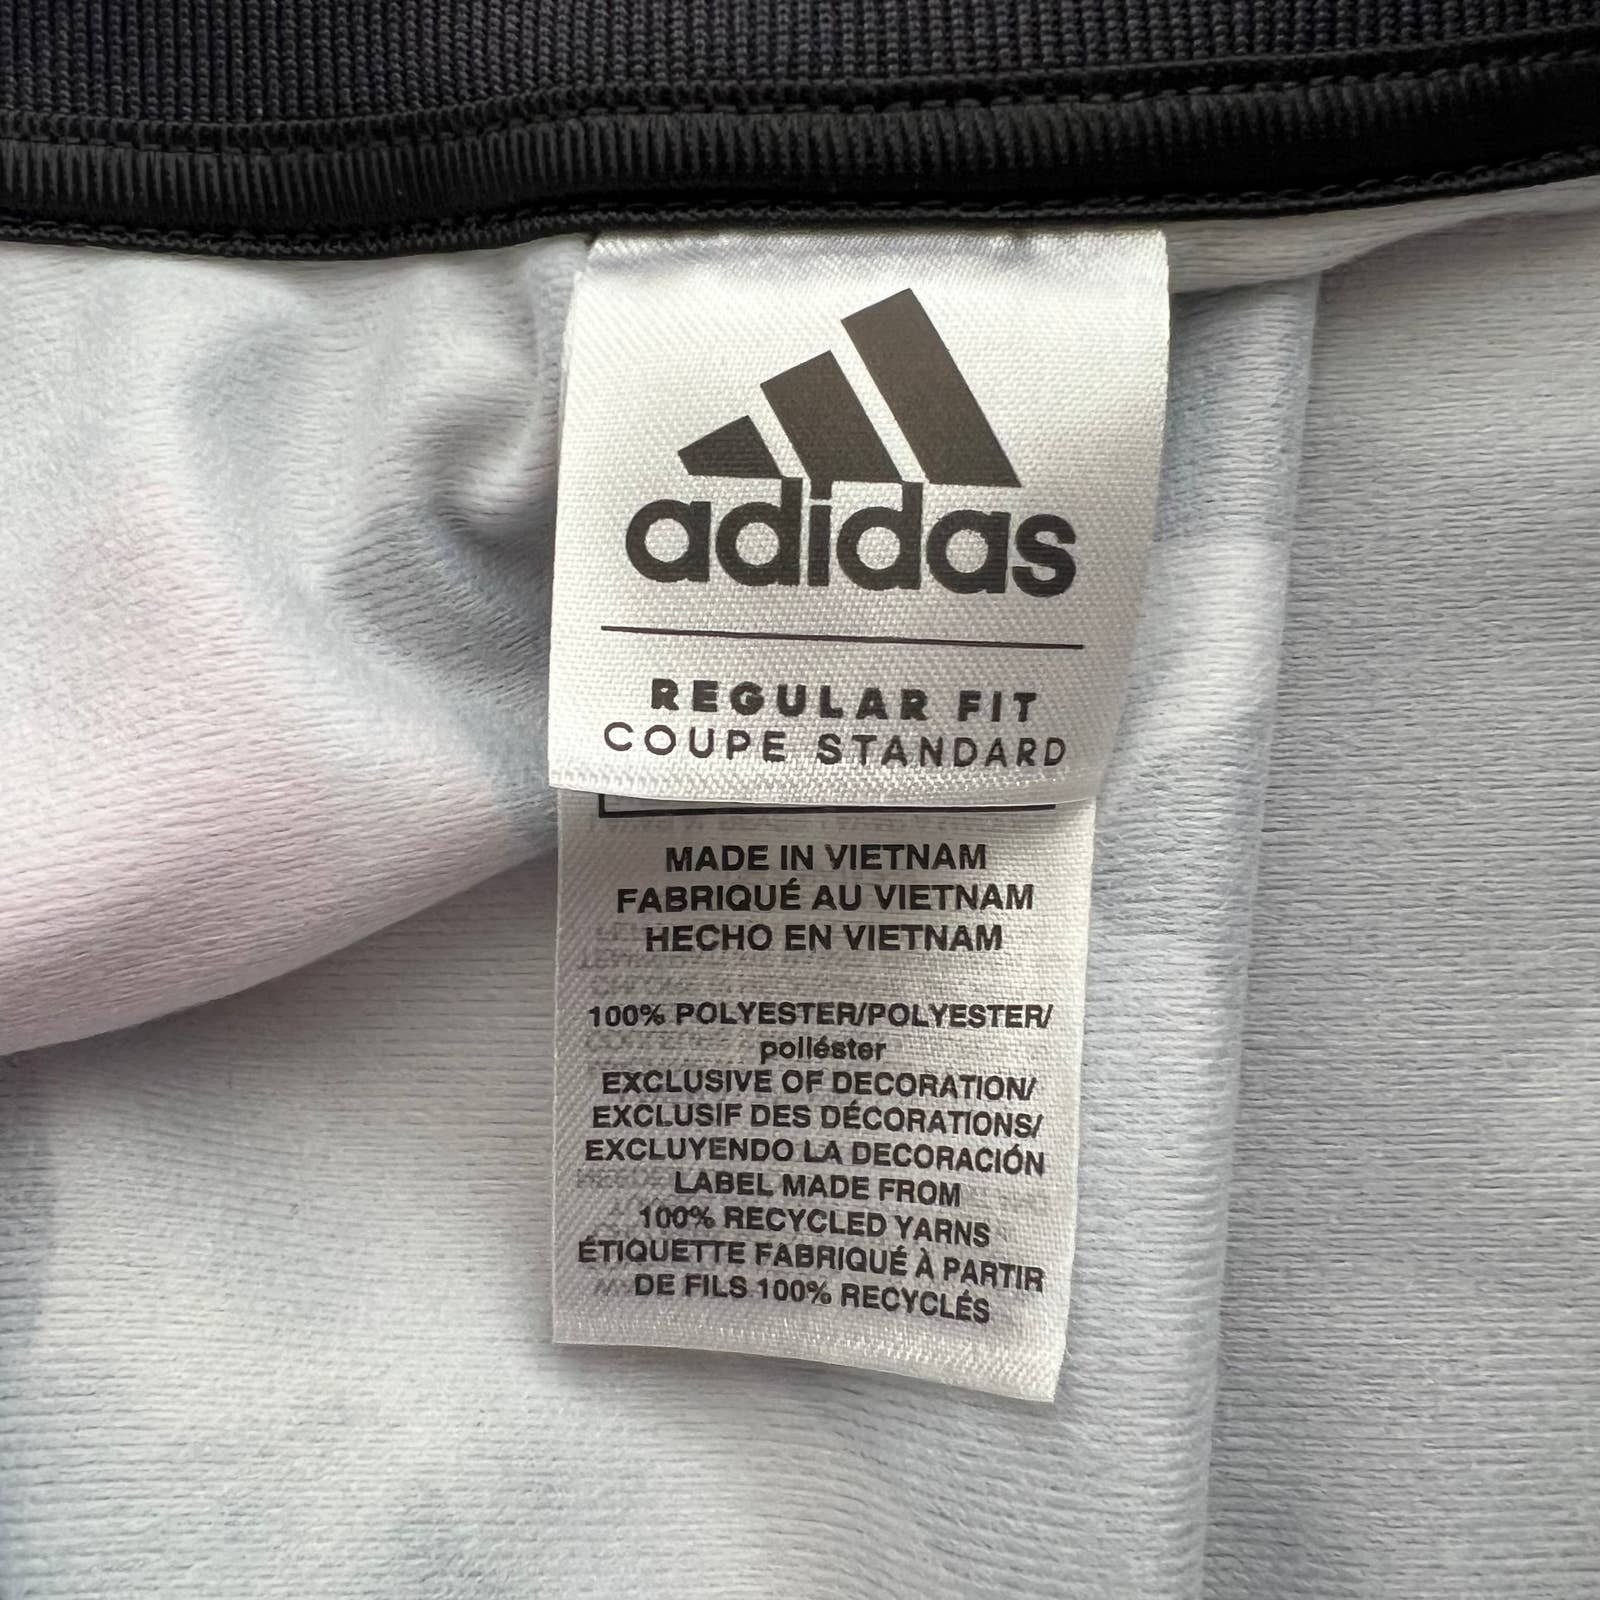 adidas
REGULAR FIT
COUPE STANDARD
MADE IN VIETNAM
FABRIQUÉ AU VIETNAM
HECHO EN VIETNAM
100% POLYESTER/POLYESTER/
poliéster
EXCLUSIVE OF DECORATION/
EXCLUSIF DES DÉCORATIONS/
EXCLUYENDO LA DECORACIÓN
LABEL MADE FROM
100% RECYCLED YARNS
ÉTIQUETTE FABRIQUÉ À PARTIR
DE FILS 100% RECYCLÉS